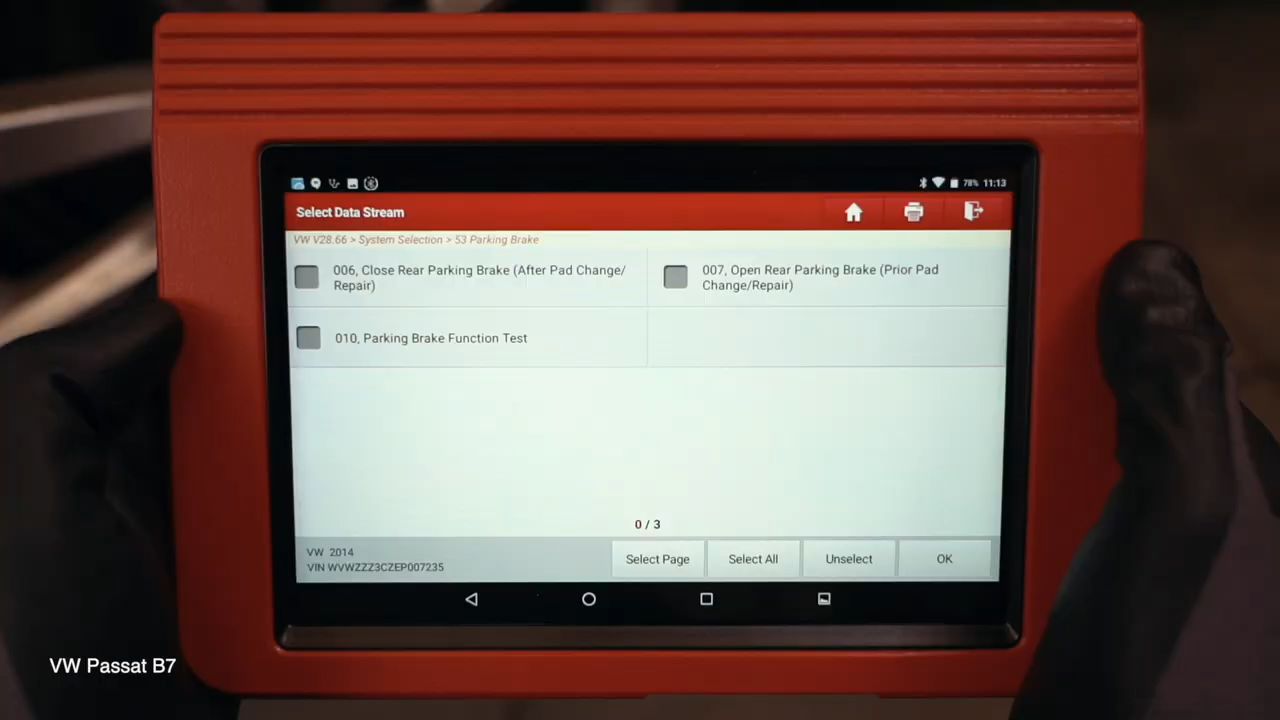 78% 11:13
Select Data Stream
VW V28.66 > System Selection > 53 Parking Brake
006, Close Rear Parking Brake (After Pad Change/
Repair)
007, Open Rear Parking Brake (Prior Pad
Change/Repair)
010, Parking Brake Function Test
0 / 3
VW 2014
VIN WVWZZZ3CZEP007235
Select Page
Select All
Unselect
OK
VW Passat B7